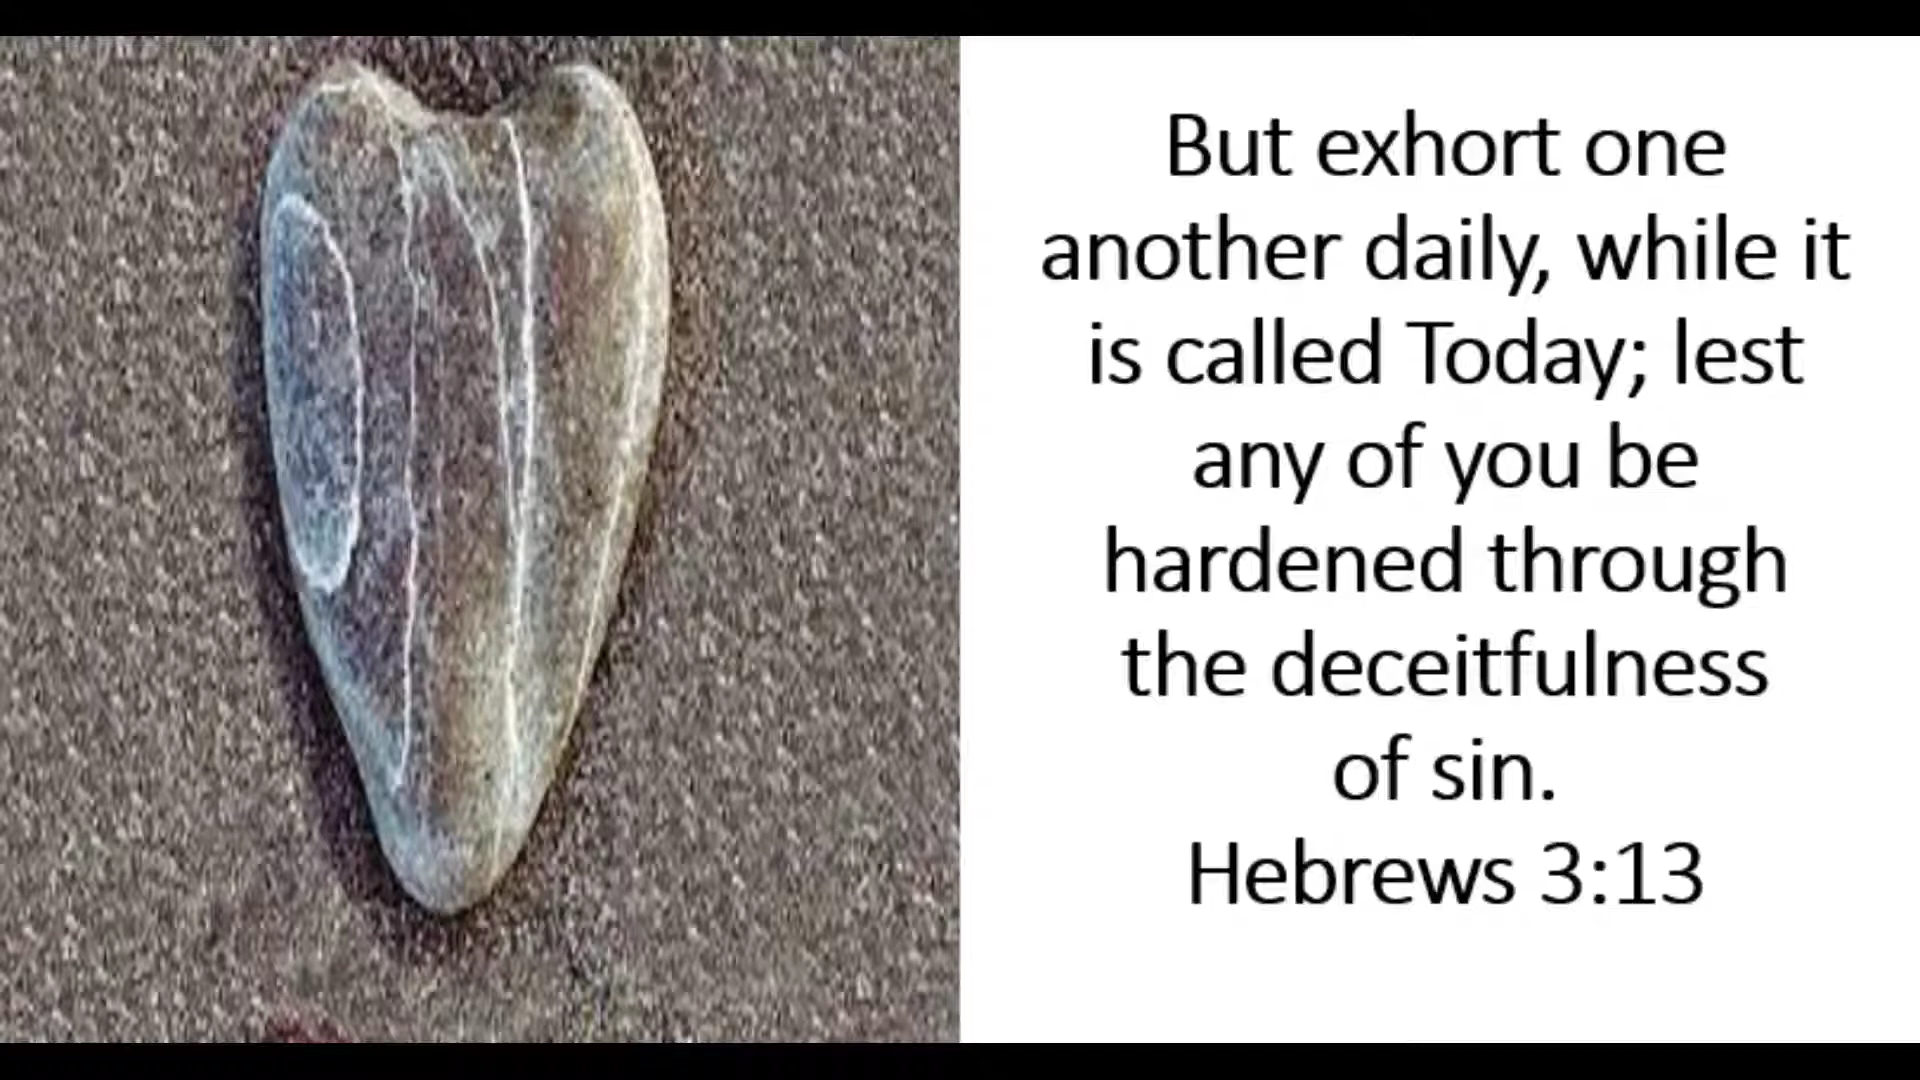 But exhort one
another daily, while it
is called Today; lest
any of you be
hardened through
the deceitfulness
of sin.
Hebrews 3:13